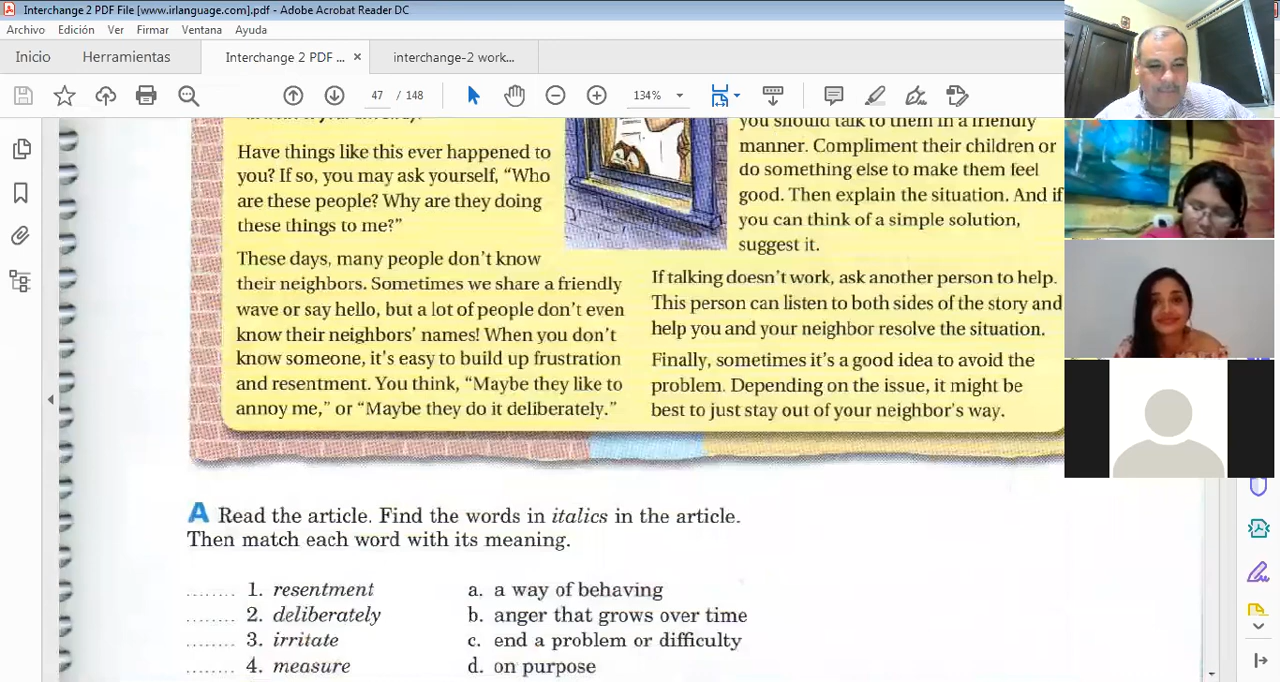 Interchange 2 PDF File [www.irlanguage.com].pdf - Adobe Acrobat Reader DC
Archivo Edición Ver Firmar Ventana Ayuda
Inicio Herramientas Interchange 2 PDF ... × interchange-2 work...
47 / 148 134%
Have things like this ever happened to
you? If so, you may ask yourself, “Who
are these people? Why are they doing
these things to me?”
These days, many people don’t know
their neighbors. Sometimes we share a friendly
wave or say hello, but a lot of people don’t even
know their neighbors’ names! When you don’t
know someone, it’s easy to build up frustration
and resentment. You think, “Maybe they like to
annoy me,” or “Maybe they do it deliberately.”
you should talk to them in a friendly
manner. Compliment their children or
do something else to make them feel
good. Then explain the situation. And if
you can think of a simple solution,
suggest it.
If talking doesn’t work, ask another person to help.
This person can listen to both sides of the story and
help you and your neighbor resolve the situation.
Finally, sometimes it’s a good idea to avoid the
problem. Depending on the issue, it might be
best to just stay out of your neighbor’s way.
A Read the article. Find the words in italics in the article.
Then match each word with its meaning.
........ 1. resentment a. a way of behaving
........ 2. deliberately b. anger that grows over time
........ 3. irritate c. end a problem or difficulty
........ 4. measure d. on purpose